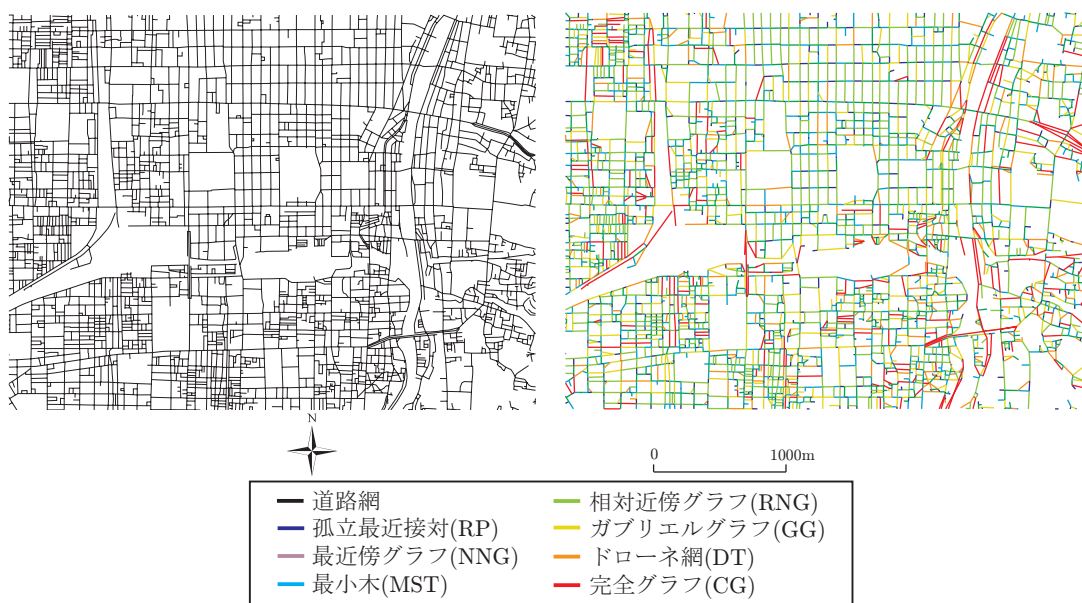 N
0 1000m
道路網
孤立最近接対(RP)
最近傍グラフ(NNG)
最小木(MST)
相対近傍グラフ(RNG)
ガブリエルグラフ(GG)
ドローネ網(DT)
完全グラフ(CG)